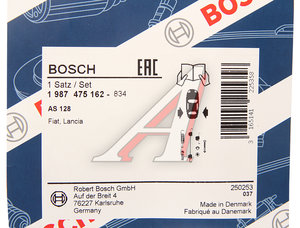 BOSCH
BOSCH
EAC
1 Satz / Set
1 987 475 162 - 834
AS 128
Fiat, Lancia
Robert Bosch GmbH
Auf der Breit 4
76227 Karlsruhe
Germany
250253
037
Made in Denmark
Fabriqué au Danemark